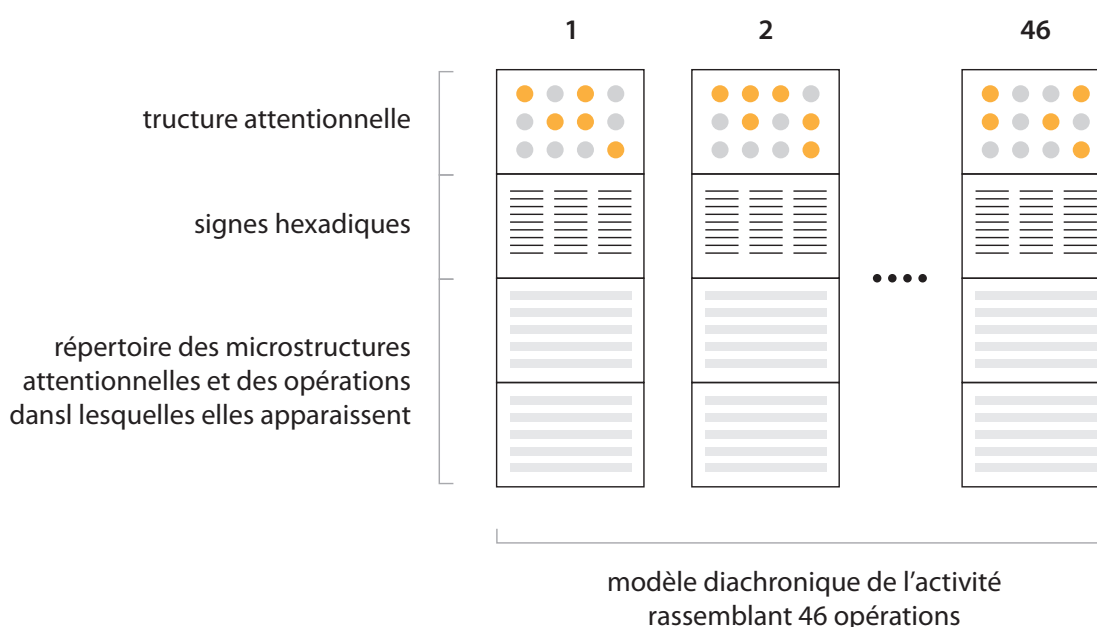 1 2 46
tructure attentionnelle
signes hexadiques
répertoire des microstructures
attentionnelles et des opérations
dansl lesquelles elles apparaissent
modèle diachronique de l’activité
rassemblant 46 opérations